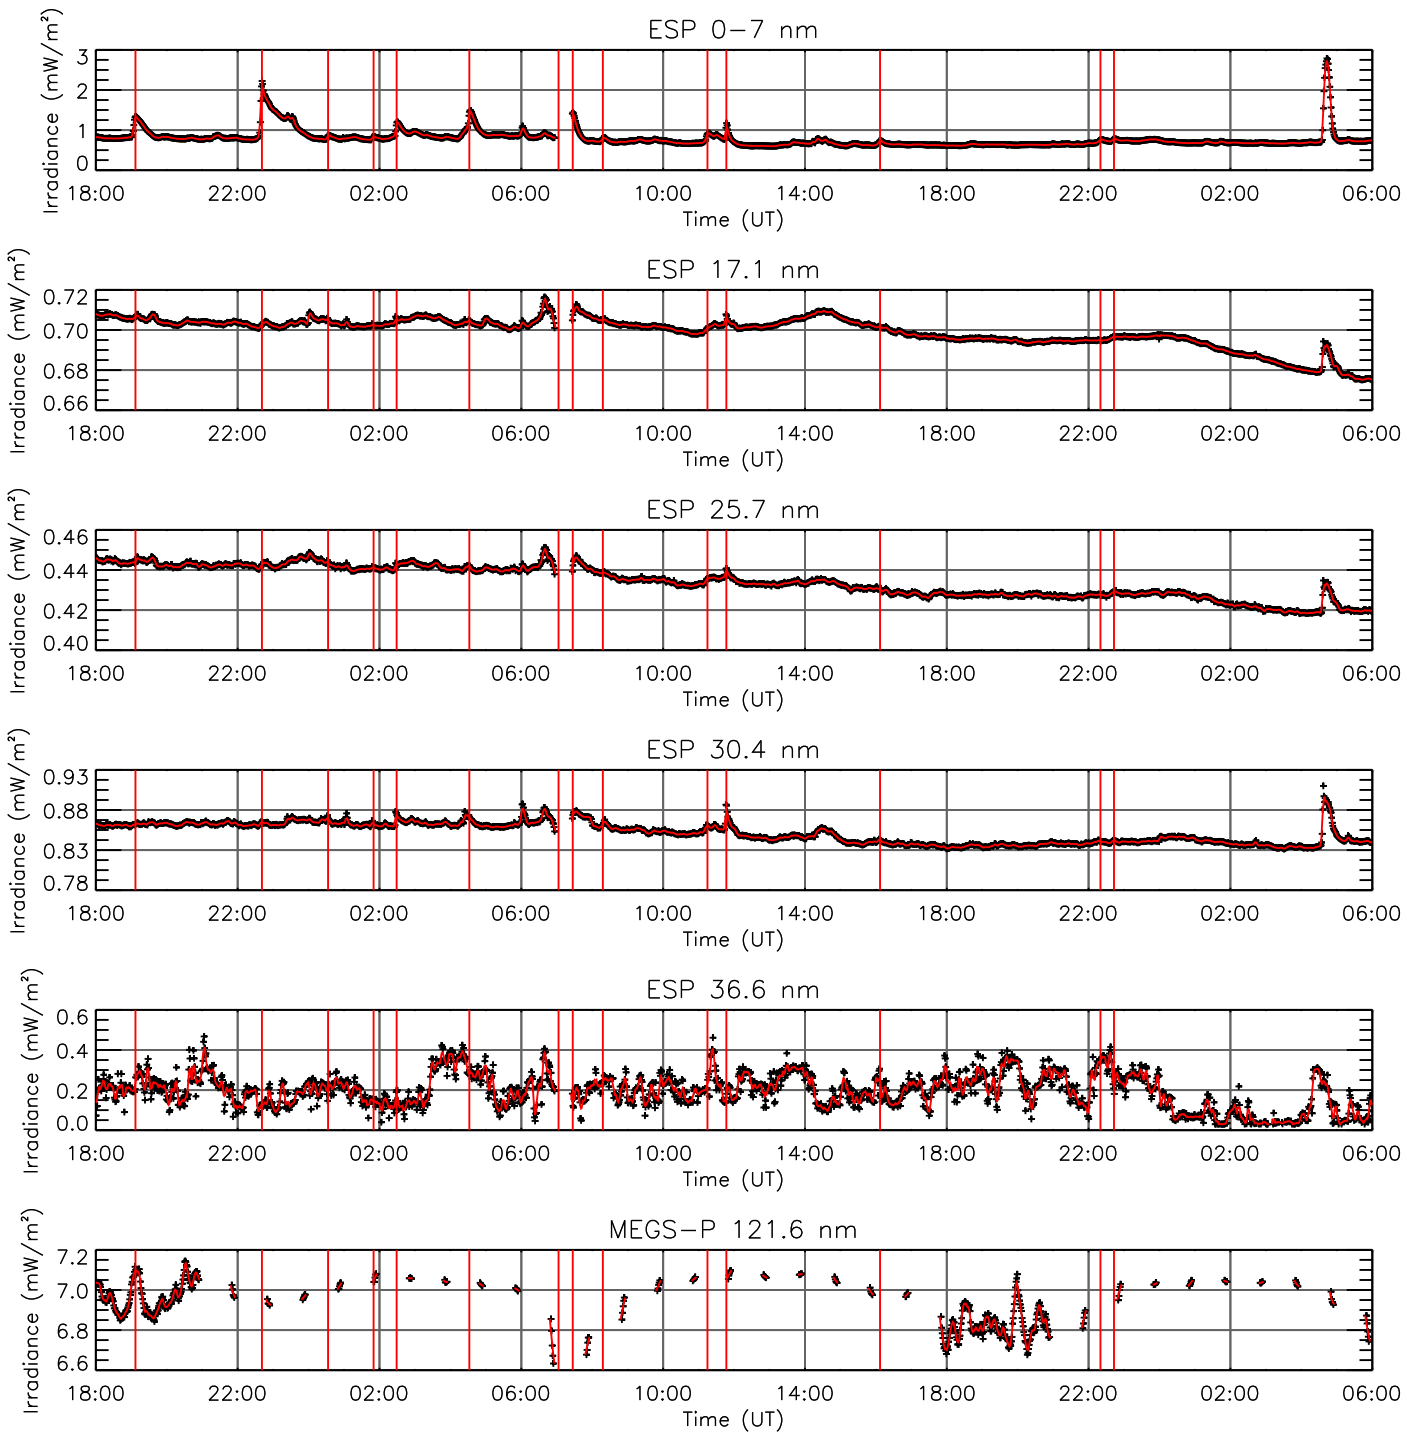 ESP 0−7 nm
Irradiance (mW/m²)
3
2
1
0
18:00 22:00 02:00 06:00 10:00 14:00 18:00 22:00 02:00 06:00
Time (UT)
ESP 17.1 nm
Irradiance (mW/m²)
0.72
0.70
0.68
0.66
18:00 22:00 02:00 06:00 10:00 14:00 18:00 22:00 02:00 06:00
Time (UT)
ESP 25.7 nm
Irradiance (mW/m²)
0.46
0.44
0.42
0.40
18:00 22:00 02:00 06:00 10:00 14:00 18:00 22:00 02:00 06:00
Time (UT)
ESP 30.4 nm
Irradiance (mW/m²)
0.93
0.88
0.83
0.78
18:00 22:00 02:00 06:00 10:00 14:00 18:00 22:00 02:00 06:00
Time (UT)
ESP 36.6 nm
Irradiance (mW/m²)
0.6
0.4
0.2
0.0
18:00 22:00 02:00 06:00 10:00 14:00 18:00 22:00 02:00 06:00
Time (UT)
MEGS−P 121.6 nm
Irradiance (mW/m²)
7.2
7.0
6.8
6.6
18:00 22:00 02:00 06:00 10:00 14:00 18:00 22:00 02:00 06:00
Time (UT)